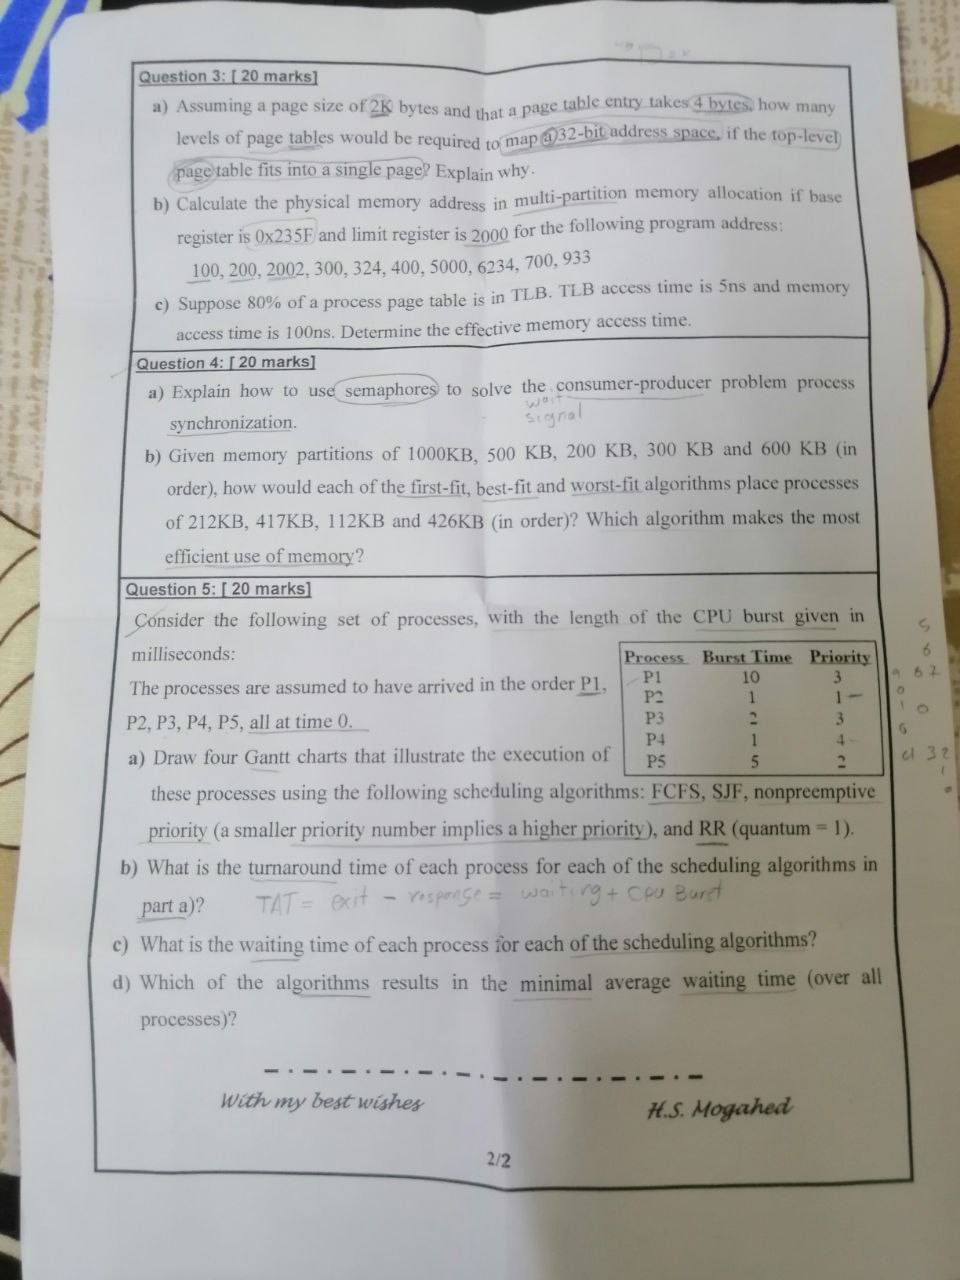 Question 3: [ 20 marks]
a) Assuming a page size of 2K bytes and that a page table entry takes 4 bytes, how many
levels of page tables would be required to map a 32-bit address space, if the top-level
page table fits into a single page? Explain why.
b) Calculate the physical memory address in multi-partition memory allocation if base
register is 0x235F and limit register is 2000 for the following program address:
100, 200, 2002, 300, 324, 400, 5000, 6234, 700, 933
c) Suppose 80% of a process page table is in TLB. TLB access time is 5ns and memory
access time is 100ns. Determine the effective memory access time.
Question 4: [ 20 marks]
a) Explain how to use semaphores to solve the consumer-producer problem process
wait
synchronization.
signal
b) Given memory partitions of 1000KB, 500 KB, 200 KB, 300 KB and 600 KB (in
order), how would each of the first-fit, best-fit and worst-fit algorithms place processes
of 212KB, 417KB, 112KB and 426KB (in order)? Which algorithm makes the most
efficient use of memory?
Question 5: [ 20 marks]
Consider the following set of processes, with the length of the CPU burst given in
milliseconds:
The processes are assumed to have arrived in the order P1,
P2, P3, P4, P5, all at time 0.
Process Burst Time Priority
P1 10 3
P2 1 1
P3 2 3
P4 1 4
P5 5 2
a) Draw four Gantt charts that illustrate the execution of
these processes using the following scheduling algorithms: FCFS, SJF, nonpreemptive
priority (a smaller priority number implies a higher priority), and RR (quantum = 1).
b) What is the turnaround time of each process for each of the scheduling algorithms in
part a)?
TAT = exit - response = waiting + CPU Burst
c) What is the waiting time of each process for each of the scheduling algorithms?
d) Which of the algorithms results in the minimal average waiting time (over all
processes)?
With my best wishes
H.S. Mogahed
2/2